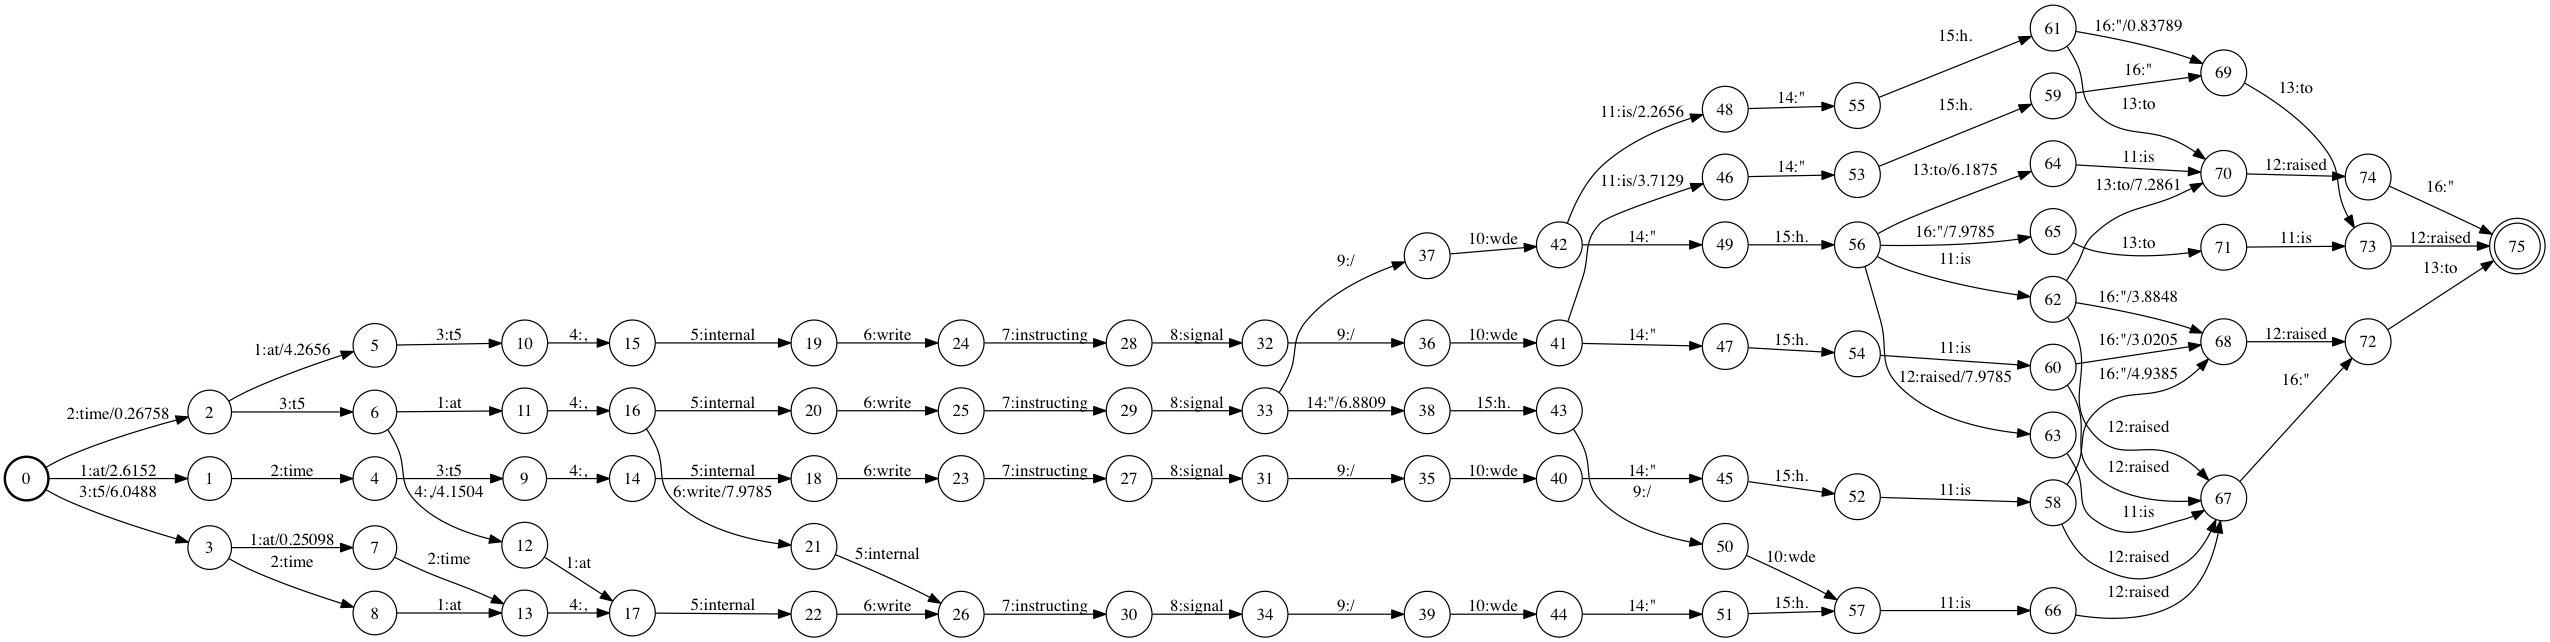 0
2:time/0.26758
1:at/2.6152
3:t5/6.0488
2
1
3
1:at/4.2656
3:t5
2:time
1:at/0.25098
2:time
5
6
4
7
8
3:t5
1:at
4:,/4.1504
3:t5
2:time
1:at
10
11
9
12
13
4:,
4:,
4:,
1:at
4:,
15
16
14
17
5:internal
5:internal
6:write/7.9785
5:internal
5:internal
19
20
18
21
22
6:write
6:write
6:write
5:internal
6:write
24
25
23
26
7:instructing
7:instructing
7:instructing
7:instructing
28
29
27
30
8:signal
8:signal
8:signal
8:signal
32
33
31
34
9:/
9:/
14:"/6.8809
9:/
9:/
37
36
38
35
39
10:wde
10:wde
15:h.
10:wde
10:wde
42
41
43
40
44
11:is/2.2656
11:is/3.7129
14:"
14:"
14:"
9:/
14:"
48
46
49
47
45
50
51
14:"
14:"
15:h.
15:h.
15:h.
10:wde
15:h.
55
53
56
54
52
57
15:h.
15:h.
13:to/6.1875
16:"/7.9785
11:is
11:is
12:raised/7.9785
11:is
11:is
61
59
64
65
62
60
63
58
66
16:"/0.83789
16:"
13:to
11:is
13:to/7.2861
13:to
16:"/3.8848
16:"/3.0205
16:"/4.9385
12:raised
12:raised
11:is
12:raised
12:raised
69
70
71
68
67
13:to
12:raised
11:is
12:raised
16:"
74
73
72
16:"
12:raised
13:to
75